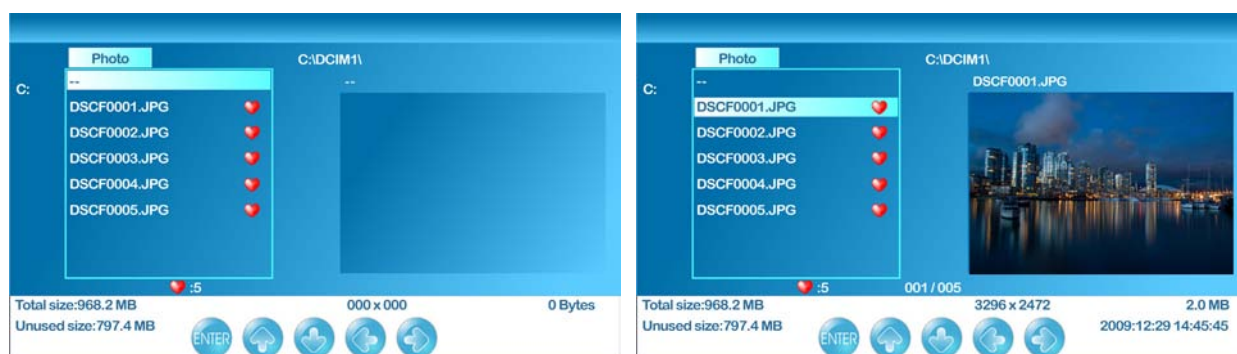 Photo C:\DCIM1\
C: -- --
DSCF0001.JPG
DSCF0002.JPG
DSCF0003.JPG
DSCF0004.JPG
DSCF0005.JPG
:5
Total size:968.2 MB 000 x 000 0 Bytes
Unused size:797.4 MB ENTER
Photo C:\DCIM1\
C: -- DSCF0001.JPG
DSCF0001.JPG
DSCF0002.JPG
DSCF0003.JPG
DSCF0004.JPG
DSCF0005.JPG
:5 001 / 005
Total size:968.2 MB 3296 x 2472 2.0 MB
Unused size:797.4 MB ENTER 2009:12:29 14:45:45